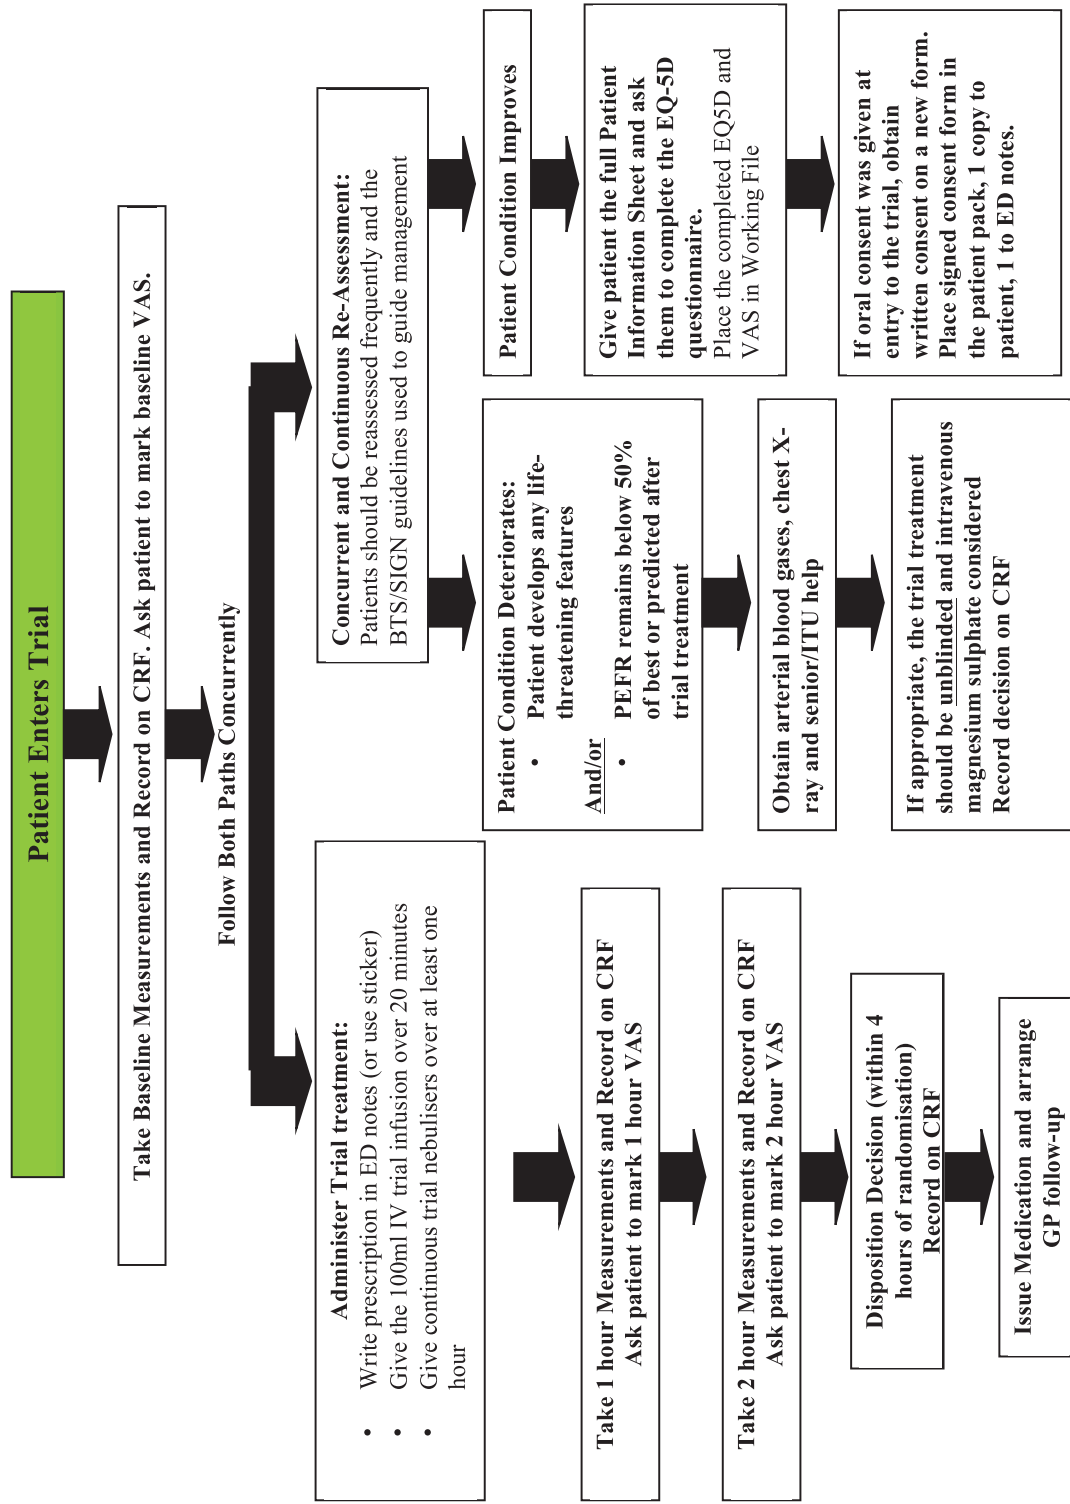 Patient Enters Trial
Take Baseline Measurements and Record on CRF. Ask patient to mark baseline VAS.
Follow Both Paths Concurrently
Administer Trial treatment:
• Write prescription in ED notes (or use sticker)
• Give the 100ml IV trial infusion over 20 minutes
• Give continuous trial nebulisers over at least one
hour
Take 1 hour Measurements and Record on CRF
Ask patient to mark 1 hour VAS
Take 2 hour Measurements and Record on CRF
Ask patient to mark 2 hour VAS
Disposition Decision (within 4
hours of randomisation)
Record on CRF
Issue Medication and arrange
GP follow-up
Concurrent and Continuous Re-Assessment:
Patients should be reassessed frequently and the
BTS/SIGN guidelines used to guide management
Patient Condition Deteriorates:
• Patient develops any life-
threatening features
And/or
• PEFR remains below 50%
of best or predicted after
trial treatment
Obtain arterial blood gases, chest X-
ray and senior/ITU help
If appropriate, the trial treatment
should be unblinded and intravenous
magnesium sulphate considered
Record decision on CRF
Patient Condition Improves
Give patient the full Patient
Information Sheet and ask
them to complete the EQ-5D
questionnaire.
Place the completed EQ5D and
VAS in Working File
If oral consent was given at
entry to the trial, obtain
written consent on a new form.
Place signed consent form in
the patient pack, 1 copy to
patient, 1 to ED notes.